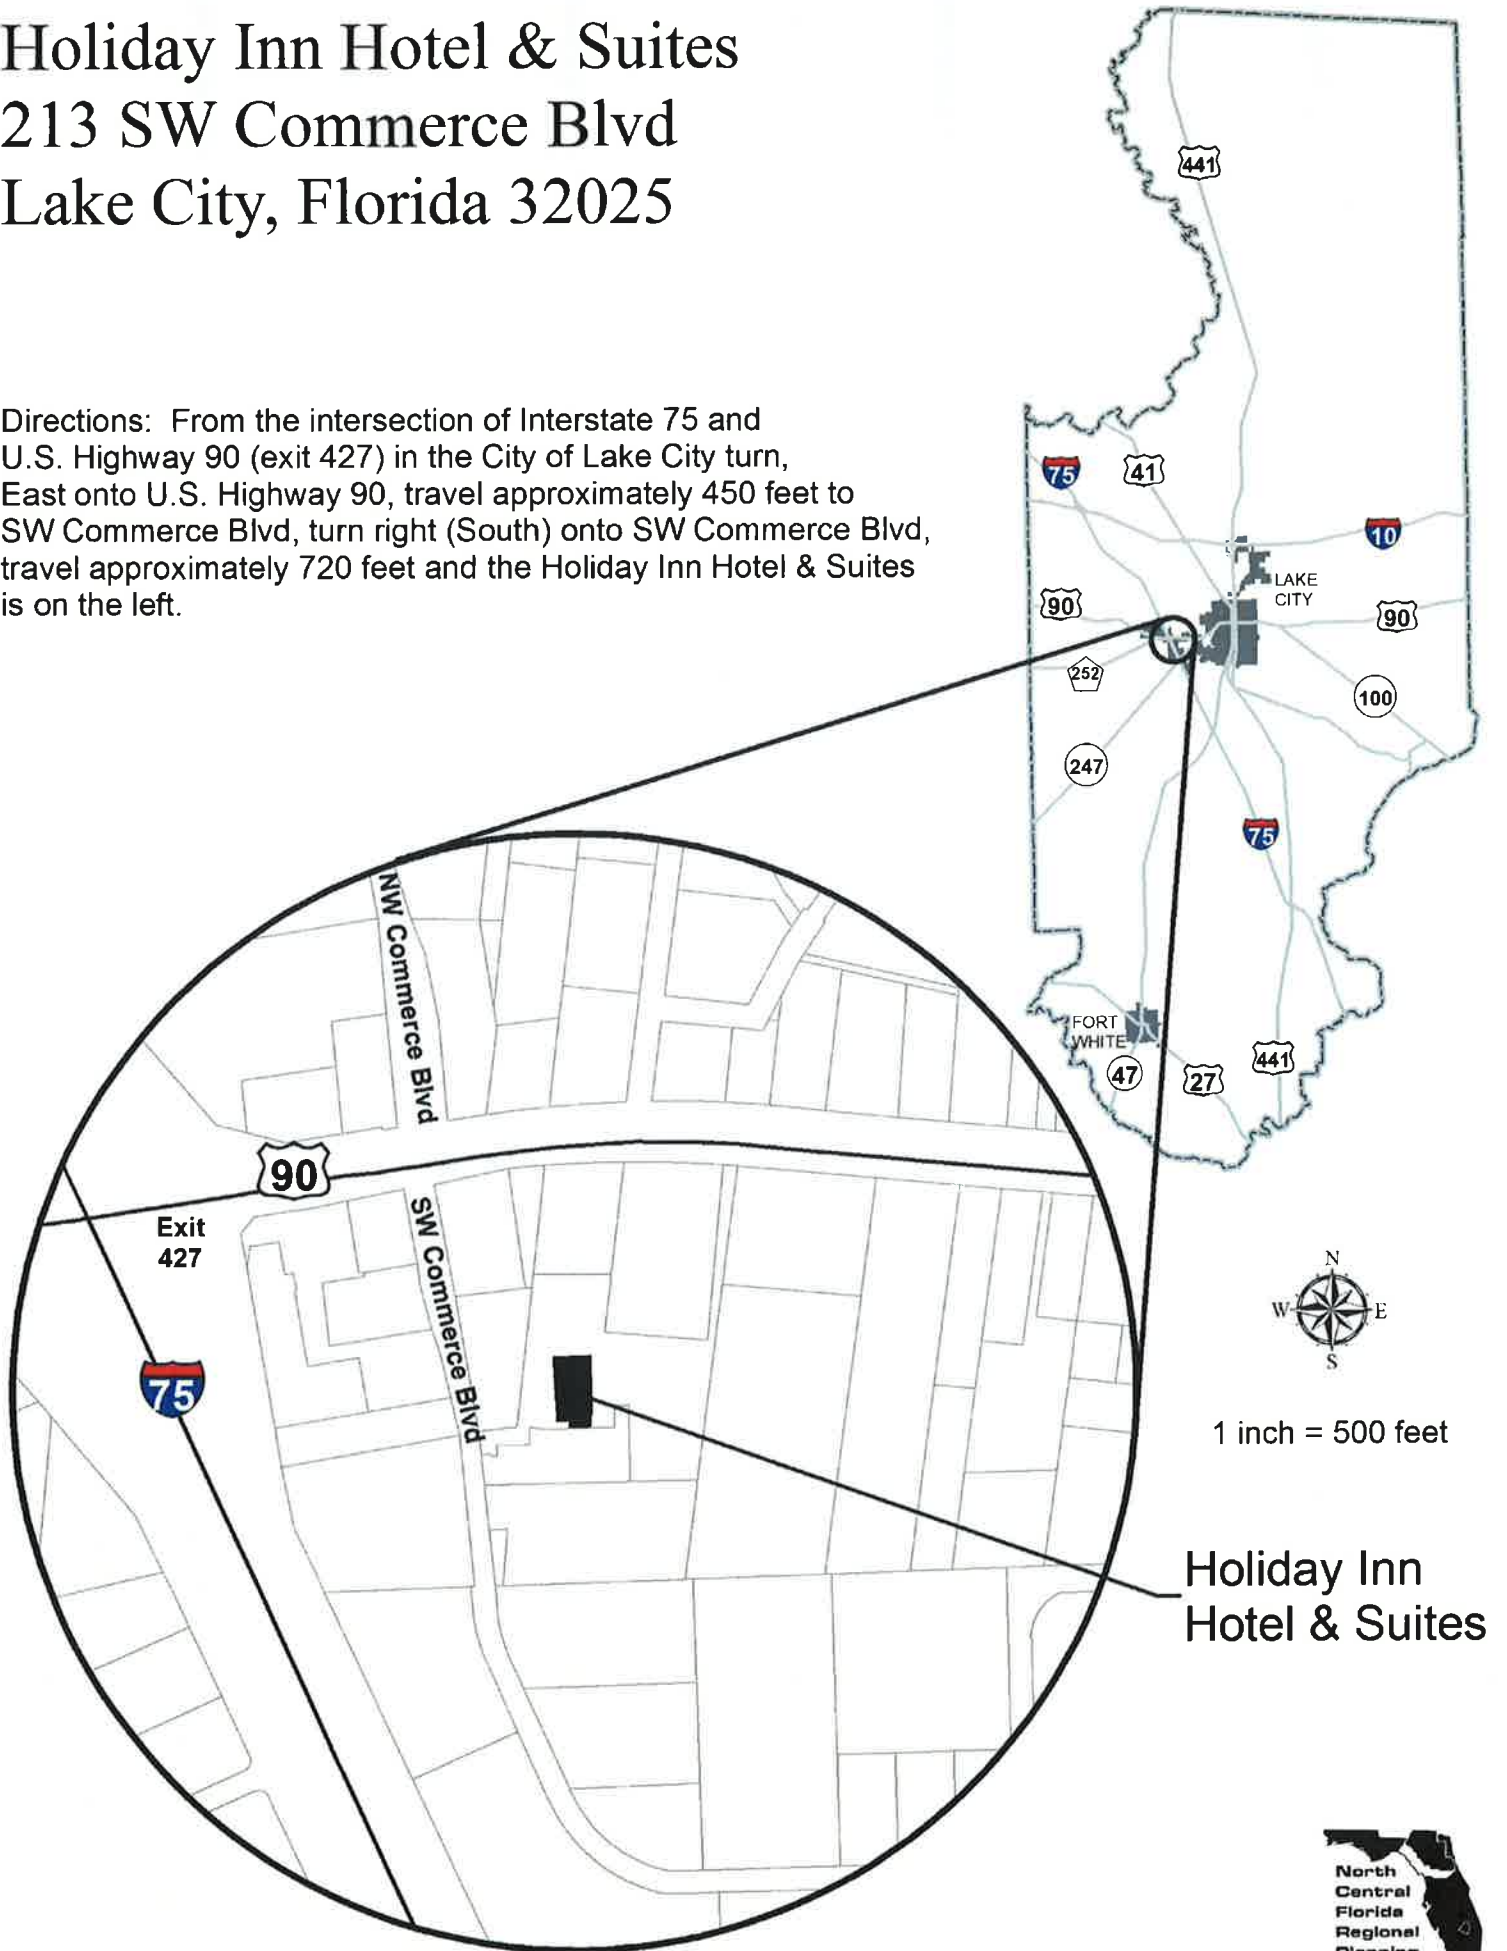 Holiday Inn Hotel & Suites
213 SW Commerce Blvd
Lake City, Florida 32025
Directions: From the intersection of Interstate 75 and
U.S. Highway 90 (exit 427) in the City of Lake City turn,
East onto U.S. Highway 90, travel approximately 450 feet to
SW Commerce Blvd, turn right (South) onto SW Commerce Blvd,
travel approximately 720 feet and the Holiday Inn Hotel & Suites
is on the left.
441
75
41
10
LAKE
CITY
90
90
252
100
247
75
FORT
WHITE
47
27
441
NW Commerce Blvd
90
Exit
427
SW Commerce Blvd
75
N
W
E
S
1 inch = 500 feet
Holiday Inn
Hotel & Suites
North
Central
Florida
Regional
Planning